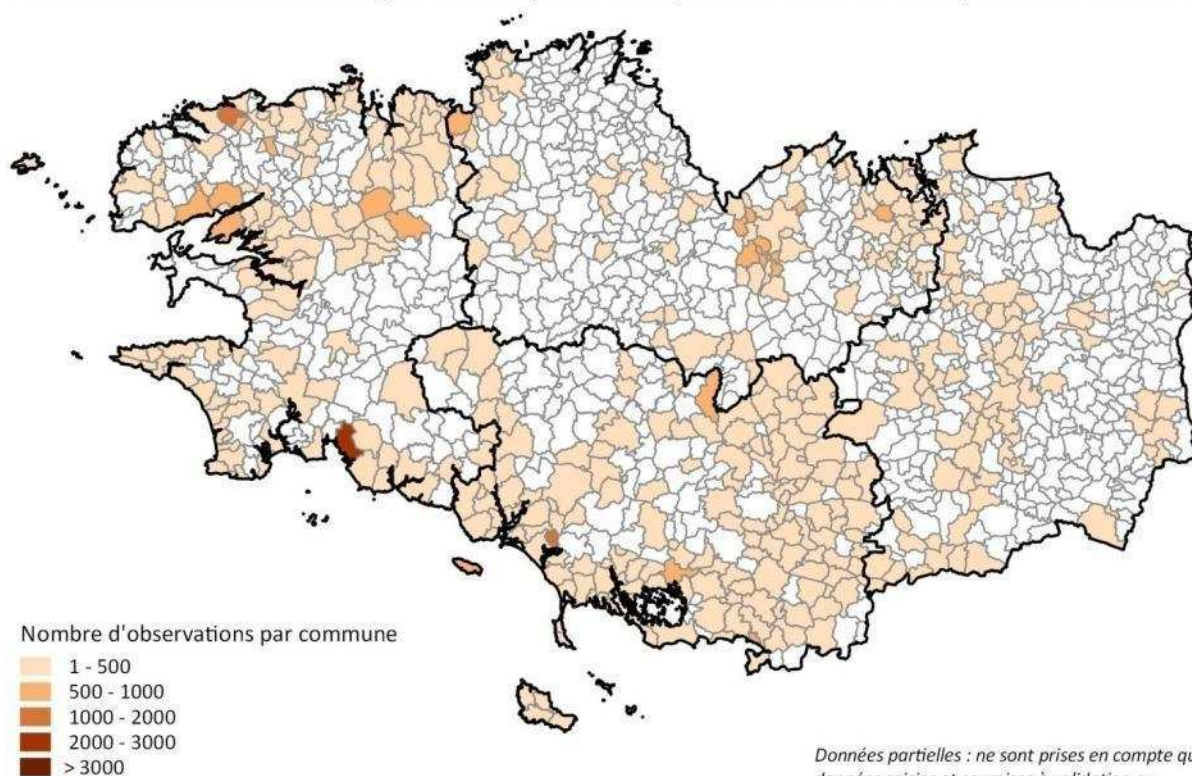 Nombre d'observations par commune
1 - 500
500 - 1000
1000 - 2000
2000 - 3000
> 3000
Données partielles : ne sont prises en compte qu